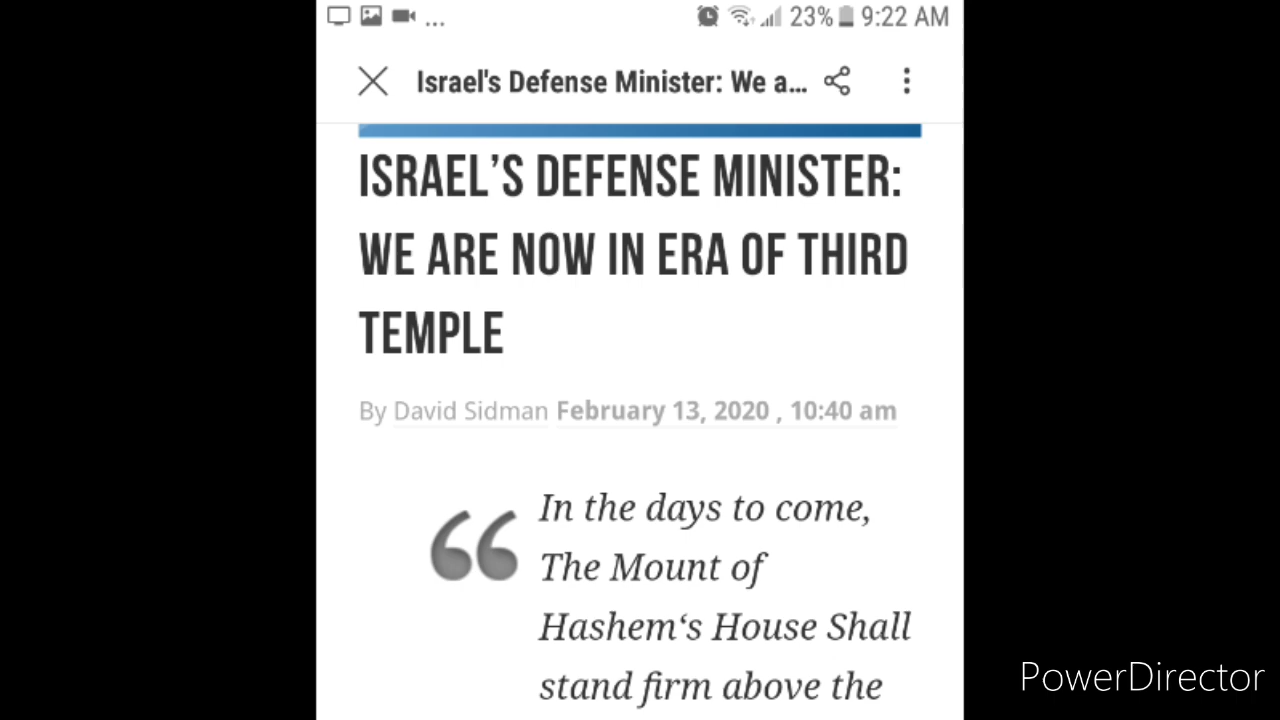 ... 23% 9:22 AM
Israel's Defense Minister: We a...
ISRAEL’S DEFENSE MINISTER:
WE ARE NOW IN ERA OF THIRD
TEMPLE
By David Sidman February 13, 2020 , 10:40 am
“ In the days to come,
The Mount of
Hashem‘s House Shall
stand firm above the
PowerDirector